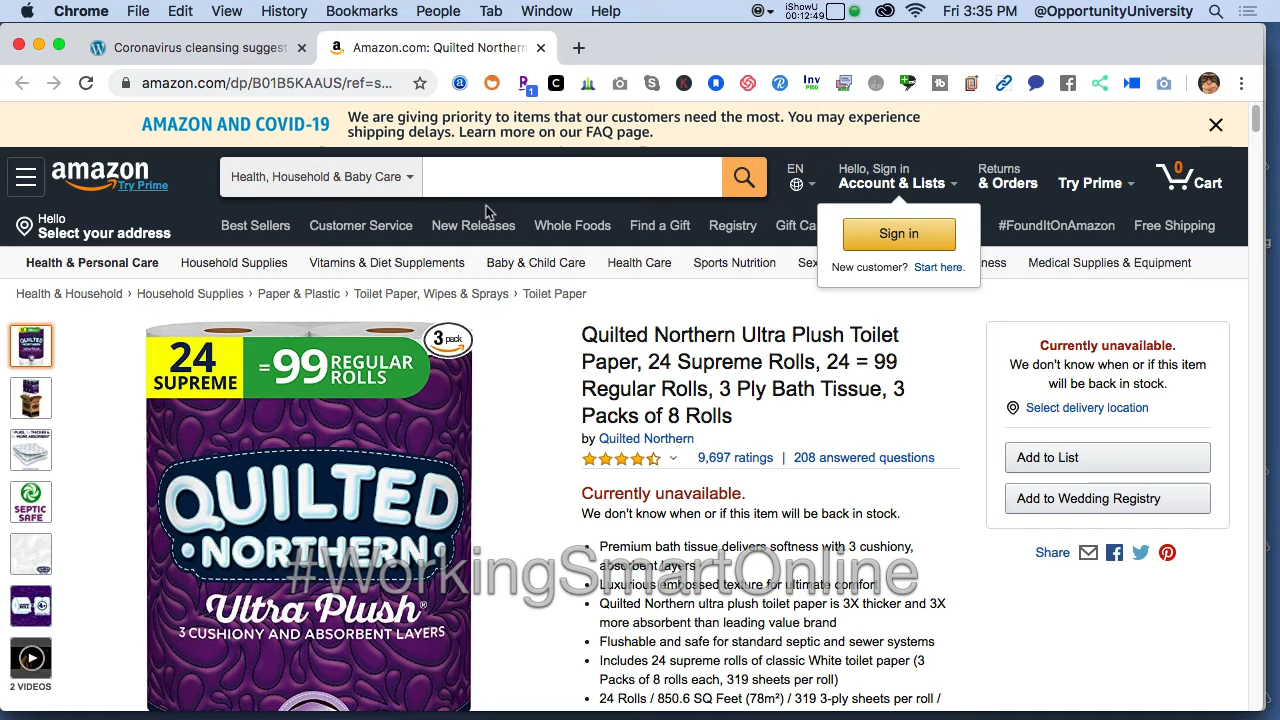 Chrome File Edit View History Bookmarks People Tab Window Help
iShowU
00:12:49
Fri 3:35 PM @OpportunityUniversity
Coronavirus cleansing suggest
Amazon.com: Quilted Northern
amazon.com/dp/B01B5KAAUS/ref=s...
1
Inv
PRO
AMAZON AND COVID-19
We are giving priority to items that our customers need the most. You may experience
shipping delays. Learn more on our FAQ page.
amazon
Try Prime
Health, Household & Baby Care
EN
Hello, Sign in
Account & Lists
Returns
& Orders
Try Prime
0
Cart
Hello
Select your address
Best Sellers Customer Service New Releases Whole Foods Find a Gift Registry Gift Ca
#FoundItOnAmazon Free Shipping
Sign in
New customer? Start here.
Health & Personal Care Household Supplies Vitamins & Diet Supplements Baby & Child Care Health Care Sports Nutrition Sex
ness Medical Supplies & Equipment
Health & Household › Household Supplies › Paper & Plastic › Toilet Paper, Wipes & Sprays › Toilet Paper
SEPTIC
SAFE
2 VIDEOS
3 pack
24
SUPREME
=99 REGULAR
ROLLS
QUILTED
NORTHERN
Ultra Plush®
3 CUSHIONY AND ABSORBENT LAYERS
Quilted Northern Ultra Plush Toilet
Paper, 24 Supreme Rolls, 24 = 99
Regular Rolls, 3 Ply Bath Tissue, 3
Packs of 8 Rolls
by Quilted Northern
9,697 ratings | 208 answered questions
Currently unavailable.
We don't know when or if this item will be back in stock.
• Premium bath tissue delivers softness with 3 cushiony,
absorbent layers
• Luxurious embossed texture for ultimate comfort
• Quilted Northern ultra plush toilet paper is 3X thicker and 3X
more absorbent than leading value brand
• Flushable and safe for standard septic and sewer systems
• Includes 24 supreme rolls of classic White toilet paper (3
Packs of 8 rolls each, 319 sheets per roll)
• 24 Rolls / 850.6 SQ Feet (78m²) / 319 3-ply sheets per roll /
#WorkingSmartOnline
Currently unavailable.
We don't know when or if this item
will be back in stock.
Select delivery location
Add to List
Add to Wedding Registry
Share